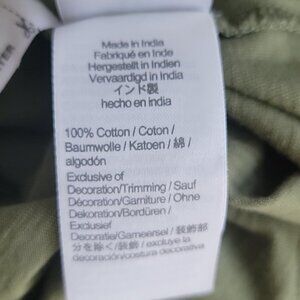 Made in India
Fabriqué en Inde
Hergestellt in Indien
Vervaardigd in India
インド製
hecho en india
100% Cotton / Coton /
Baumwolle / Katoen / 綿 /
algodón
Exclusive of
Decoration/Trimming / Sauf
Décoration/Garniture / Ohne
Dekoration/Bordüren /
Exclusief
Decoratie/Garneersel / 装飾部
分を除く/装飾 / excluye la
decoración/costura decorativa